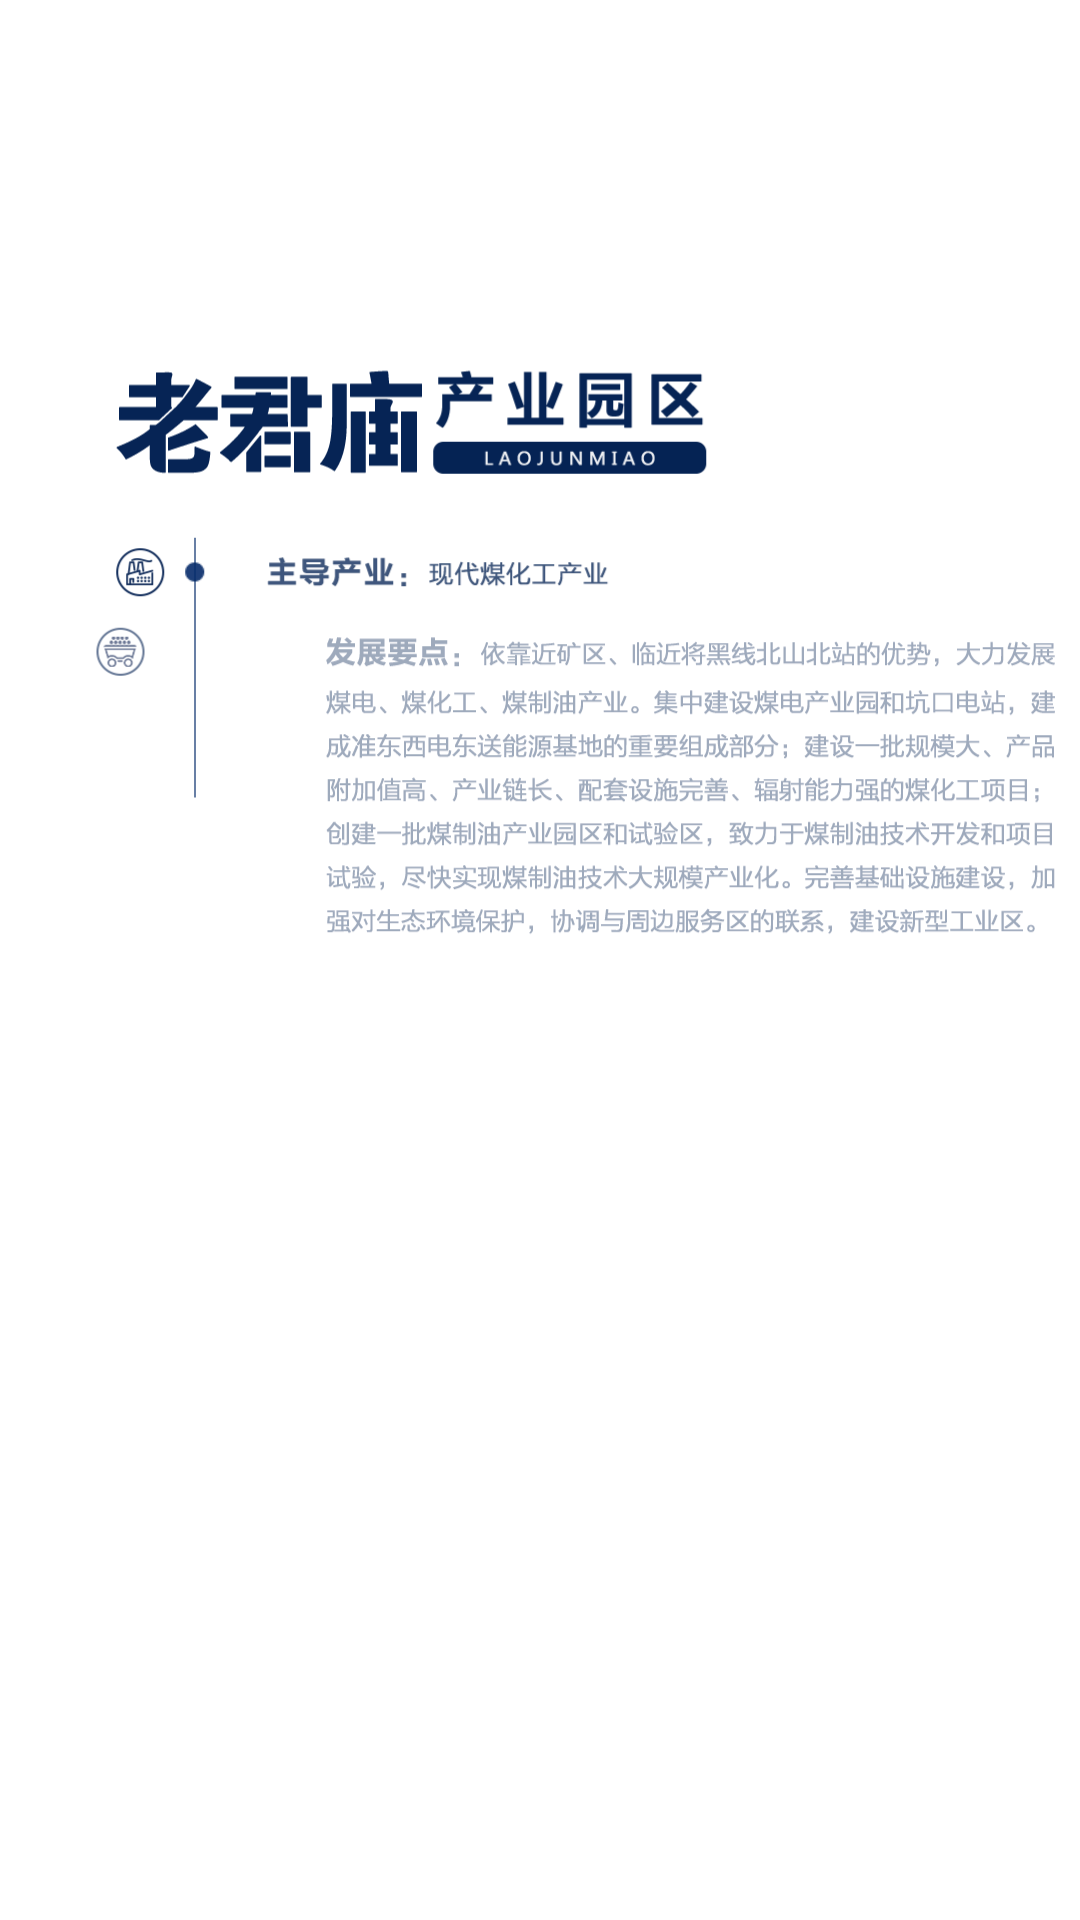 老君庙产业园区
LAOJUNMIAO
主导产业：现代煤化工产业
发展要点：依靠近矿区、临近将黑线北山北站的优势，大力发展
煤电、煤化工、煤制油产业。集中建设煤电产业园和坑口电站，建
成准东西电东送能源基地的重要组成部分；建设一批规模大、产品
附加值高、产业链长、配套设施完善、辐射能力强的煤化工项目；
创建一批煤制油产业园区和试验区，致力于煤制油技术开发和项目
试验，尽快实现煤制油技术大规模产业化。完善基础设施建设，加
强对生态环境保护，协调与周边服务区的联系，建设新型工业区。